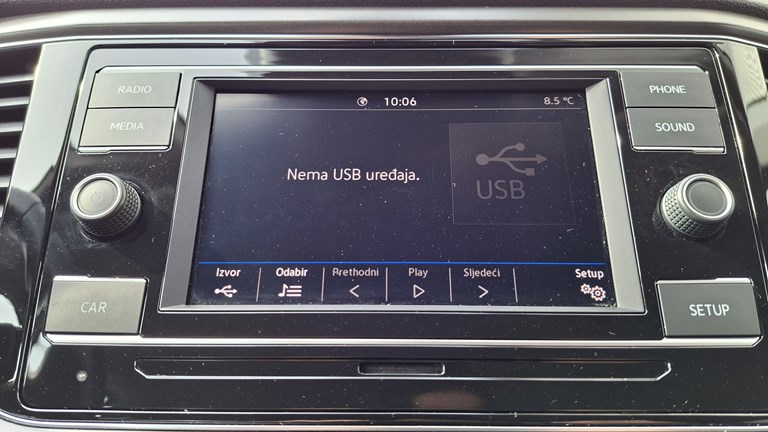 RADIO
MEDIA
CAR
10:06
8.5 °C
Nema USB uređaja.
USB
Izvor
Odabir
Prethodni
Play
Sljedeći
Setup
PHONE
SOUND
SETUP